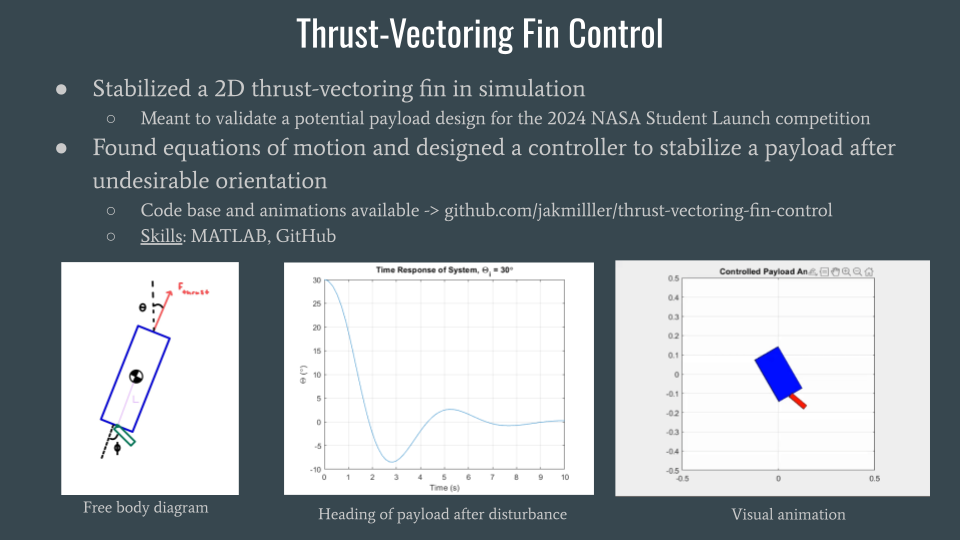 Thrust-Vectoring Fin Control
● Stabilized a 2D thrust-vectoring fin in simulation
○ Meant to validate a potential payload design for the 2024 NASA Student Launch competition
● Found equations of motion and designed a controller to stabilize a payload after
undesirable orientation
○ Code base and animations available -> github.com/jakmilller/thrust-vectoring-fin-control
○ Skills: MATLAB, GitHub
θ
F thrust
L
ϕ
Free body diagram
Time Response of System, Θi = 30°
Θ (°)
30
25
20
15
10
5
0
-5
-10
0 1 2 3 4 5 6 7 8 9 10
Time (s)
Heading of payload after disturbance
Controlled Payload An
0.5
0.4
0.3
0.2
0.1
0
-0.1
-0.2
-0.3
-0.4
-0.5
-0.5 0 0.5
Visual animation